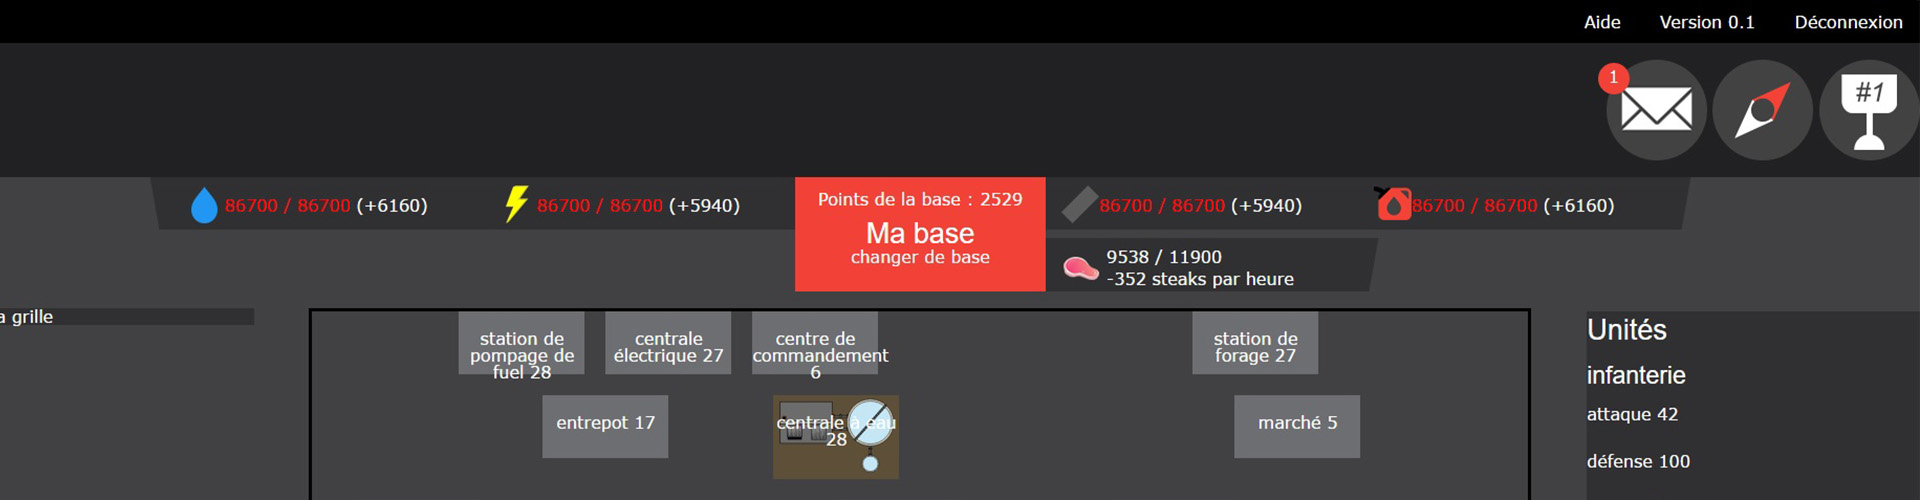 Aide Version 0.1 Déconnexion
1
#1
86700 / 86700 (+6160)
86700 / 86700 (+5940)
Points de la base : 2529
Ma base
changer de base
86700 / 86700 (+5940)
86700 / 86700 (+6160)
9538 / 11900
-352 steaks par heure
a grille
station de
pompage de
fuel 28
centrale
électrique 27
centre de
commandement
6
station de
forage 27
entrepot 17
centrale à eau
28
marché 5
Unités
infanterie
attaque 42
défense 100